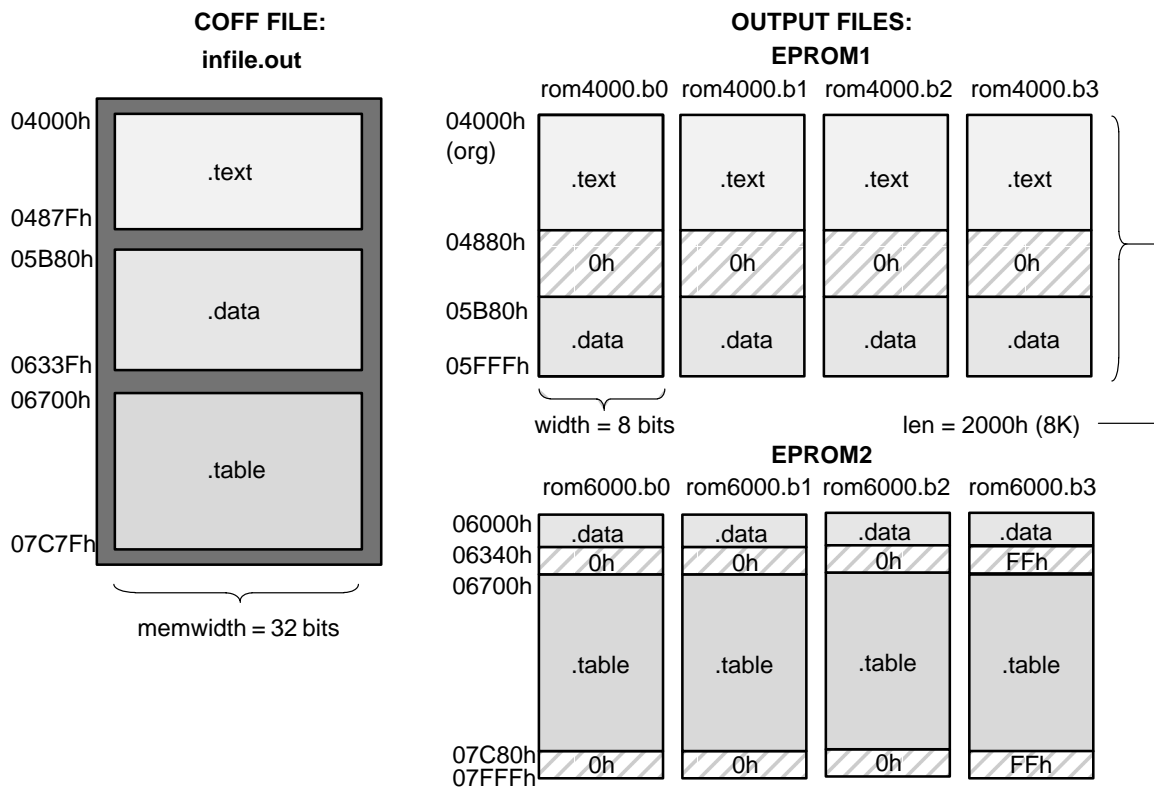 COFF FILE:
infile.out
04000h
.text
0487Fh
05B80h
.data
0633Fh
06700h
.table
07C7Fh
memwidth = 32 bits
OUTPUT FILES:
EPROM1
rom4000.b0 rom4000.b1 rom4000.b2 rom4000.b3
04000h
(org)
.text .text .text .text
04880h
0h 0h 0h 0h
05B80h
.data .data .data .data
05FFFh
width = 8 bits
len = 2000h (8K)
EPROM2
rom6000.b0 rom6000.b1 rom6000.b2 rom6000.b3
06000h
.data .data .data .data
06340h
0h 0h 0h FFh
06700h
.table .table .table .table
07C80h
0h 0h 0h FFh
07FFFh